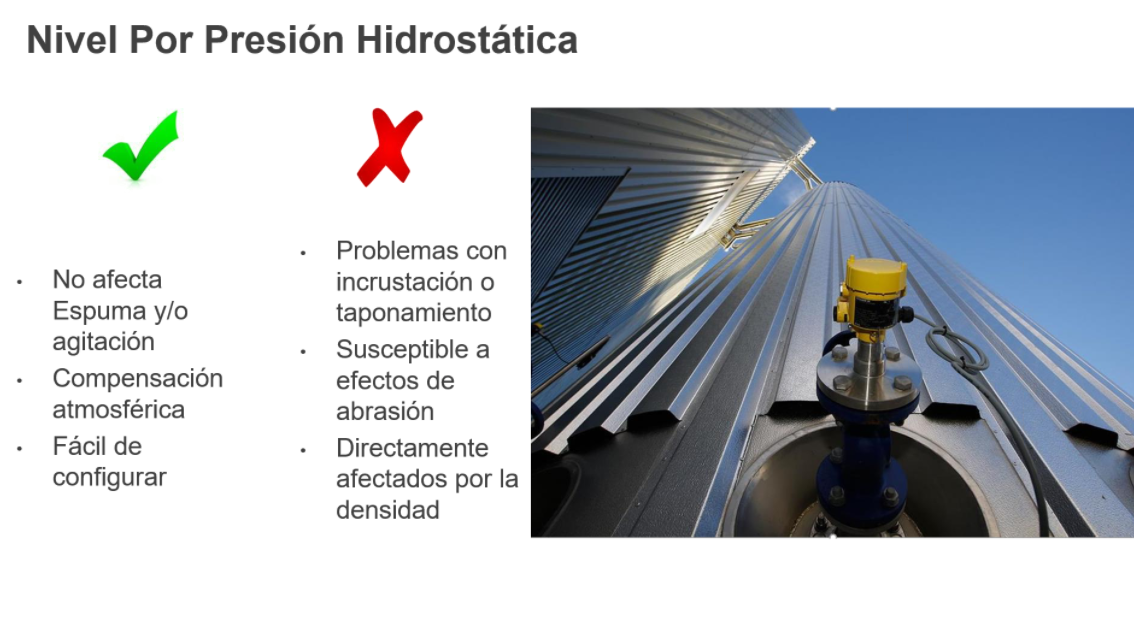 Nivel Por Presión Hidrostática
• No afecta
Espuma y/o
agitación
• Compensación
atmosférica
• Fácil de
configurar
• Problemas con
incrustación o
taponamiento
• Susceptible a
efectos de
abrasión
• Directamente
afectados por la
densidad